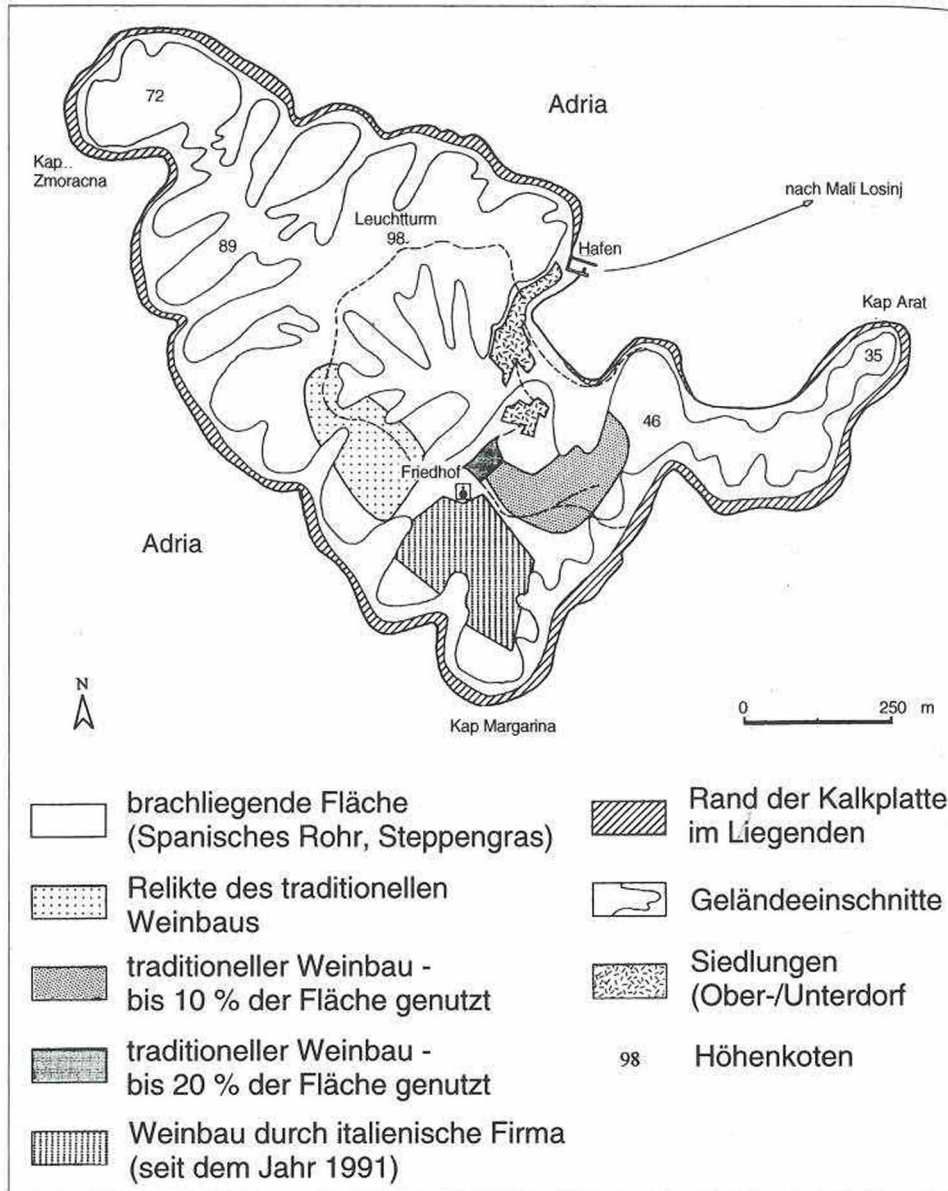 Adria
72
Kap..
Zmoracna
nach Mali Losinj
Leuchtturm
98.
89
Hafen
Kap Arat
35
46
Friedhof
Adria
N
0 250 m
Kap Margarina
brachliegende Fläche
(Spanisches Rohr, Steppengras)
Relikte des traditionellen
Weinbaus
traditioneller Weinbau -
bis 10 % der Fläche genutzt
traditioneller Weinbau -
bis 20 % der Fläche genutzt
Weinbau durch italienische Firma
(seit dem Jahr 1991)
Rand der Kalkplatte
im Liegenden
Geländeeinschnitte
Siedlungen
(Ober-/Unterdorf
98 Höhenkoten